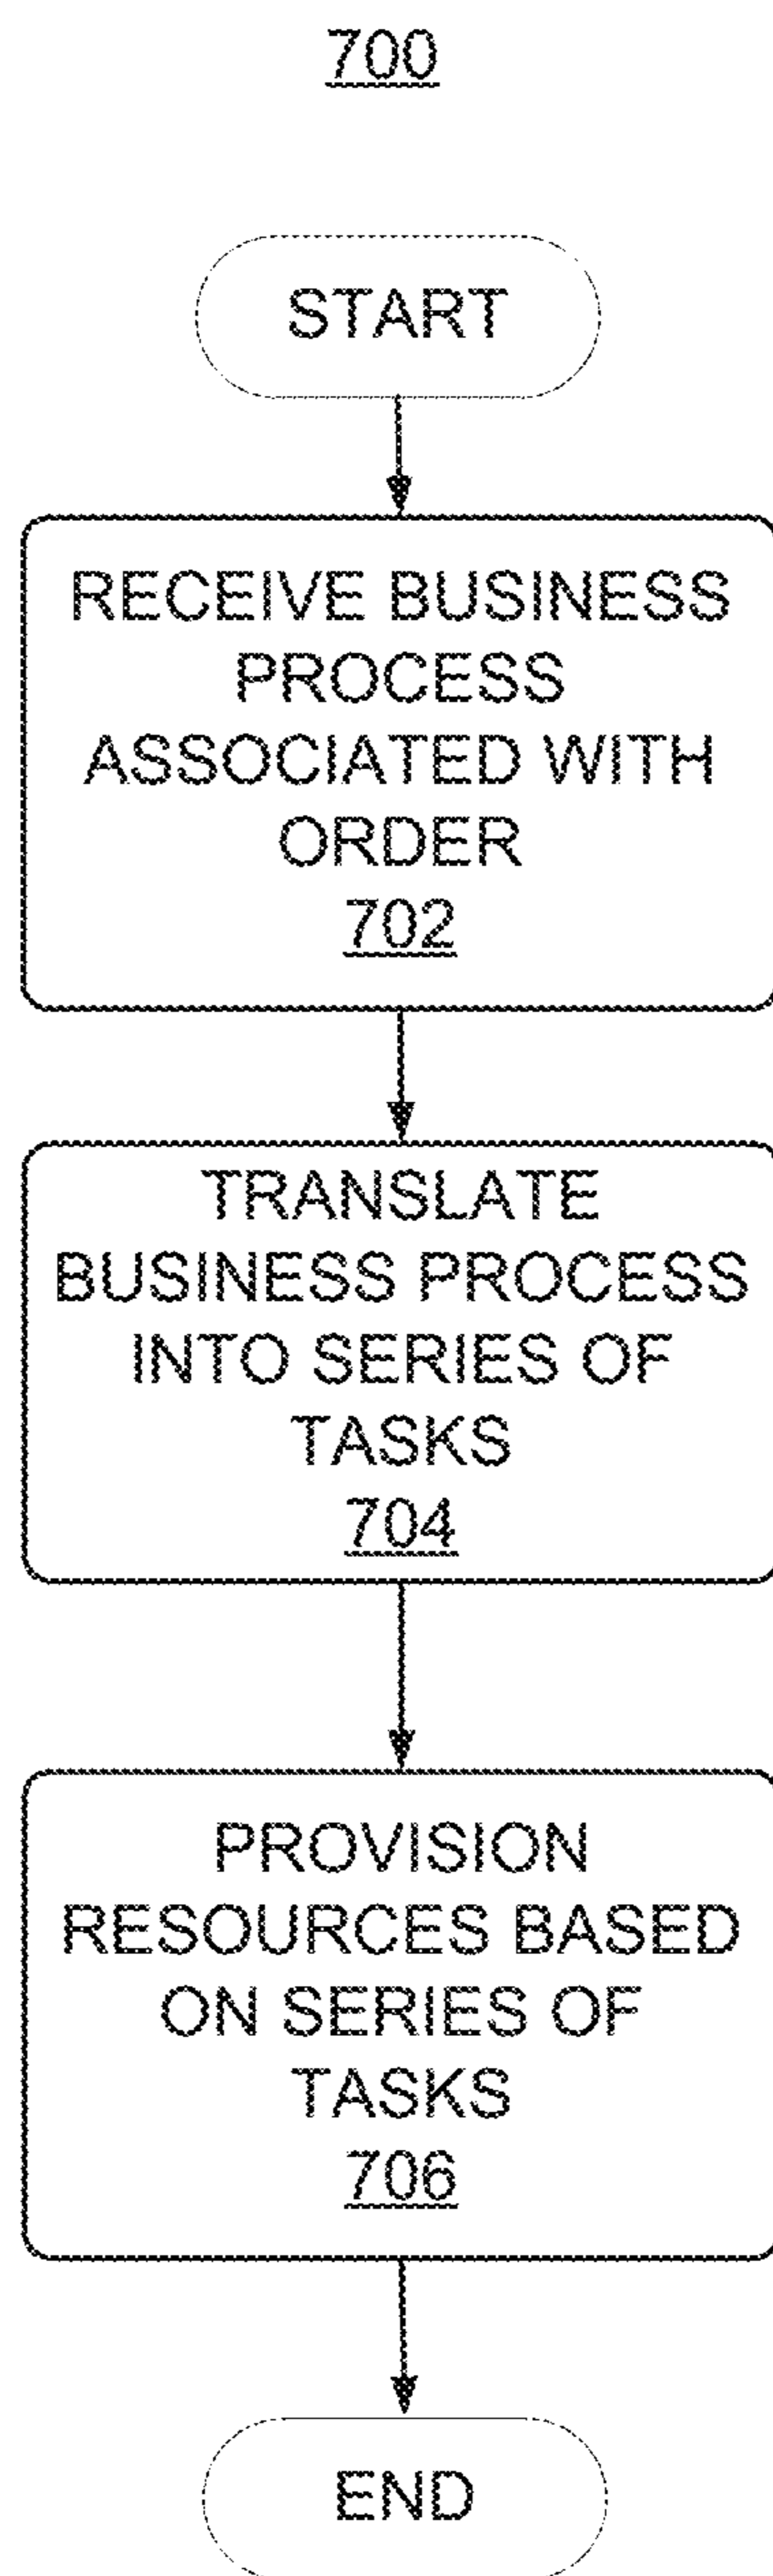 700
START
RECEIVE BUSINESS
PROCESS
ASSOCIATED WITH
ORDER
702
TRANSLATE
BUSINESS PROCESS
INTO SERIES OF
TASKS
704
PROVISION
RESOURCES BASED
ON SERIES OF
TASKS
706
END